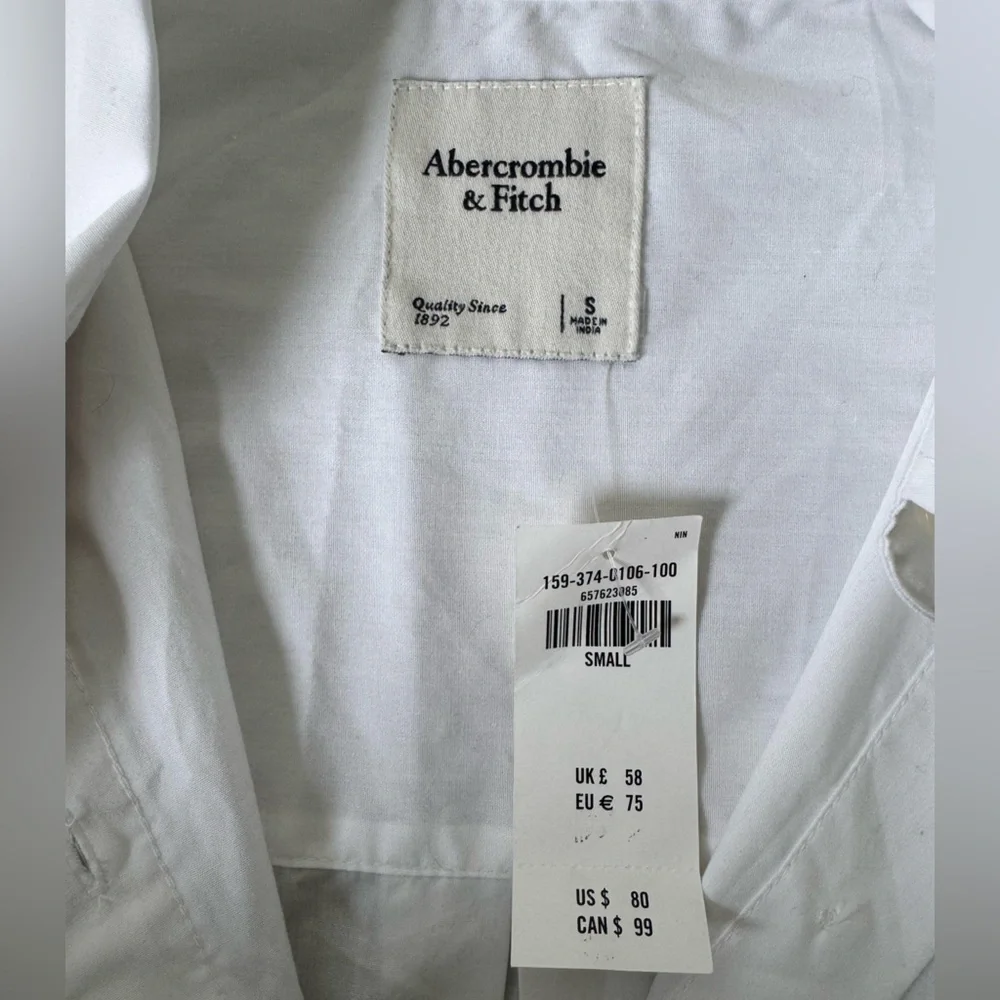 Abercrombie
& Fitch
Quality Since
1892
S
MADE IN
INDIA
NIN
159-374-0106-100
657623085
SMALL
UK £ 58
EU € 75
US $ 80
CAN $ 99